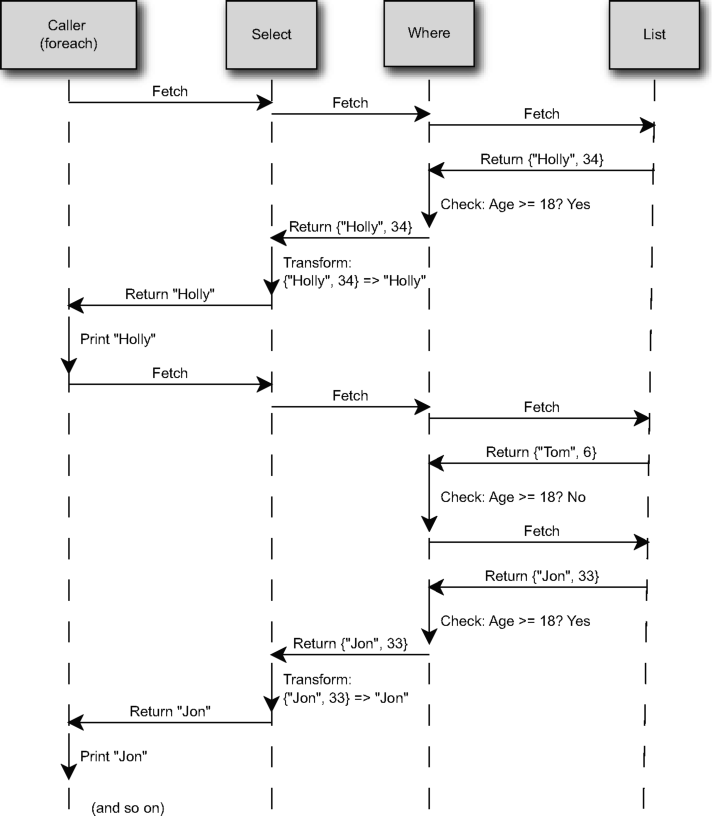 Caller
(foreach)
Select
Where
List
Fetch
Fetch
Fetch
Return {"Holly", 34}
Check: Age >= 18? Yes
Return {"Holly", 34}
Transform:
{"Holly", 34} => "Holly"
Return "Holly"
Print "Holly"
Fetch
Fetch
Fetch
Return {"Tom", 6}
Check: Age >= 18? No
Fetch
Return {"Jon", 33}
Check: Age >= 18? Yes
Return {"Jon", 33}
Transform:
{"Jon", 33} => "Jon"
Return "Jon"
Print "Jon"
(and so on)